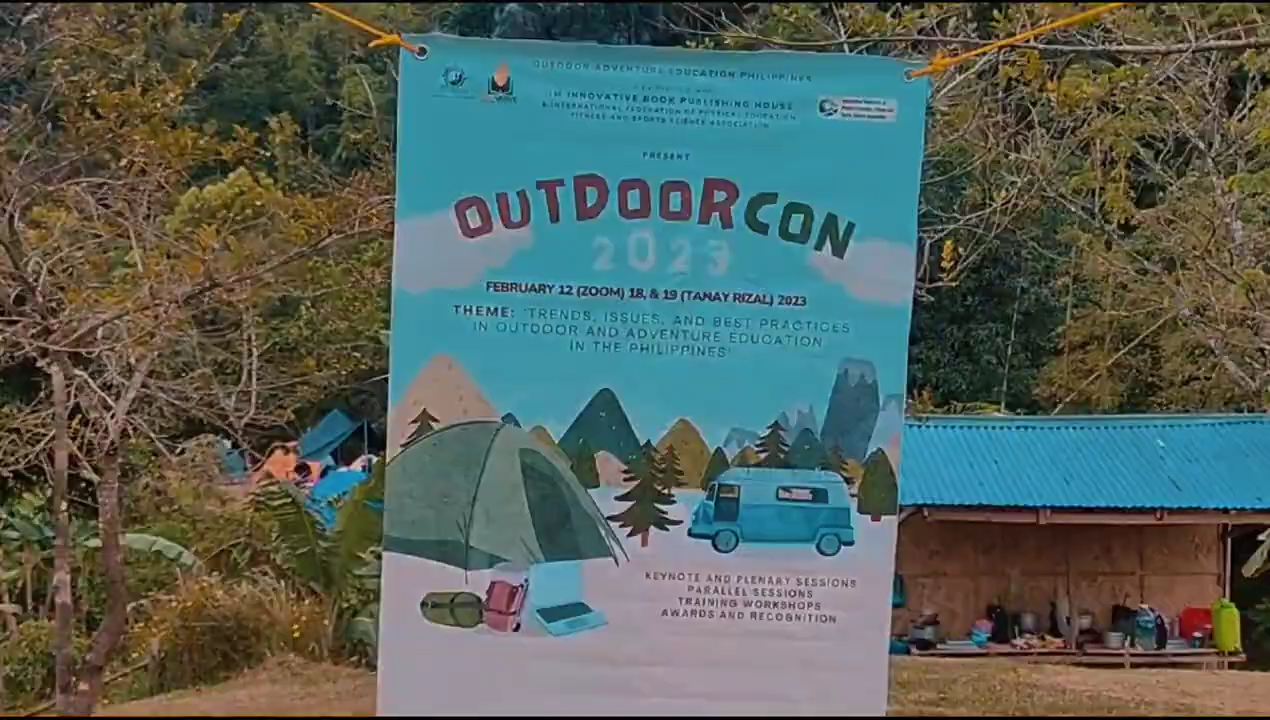 OUTDOOR ADVENTURE EDUCATION PHILIPPINES
IM INNOVATIVE BOOK PUBLISHING HOUSE
& INTERNATIONAL FEDERATION OF PHYSICAL EDUCATION
FITNESS AND SPORTS SCIENCE ASSOCIATION
PRESENT
OUTDOORCON
2023
FEBRUARY 12 (ZOOM) 18, & 19 (TANAY RIZAL) 2023
THEME: 'TRENDS, ISSUES, AND BEST PRACTICES
IN OUTDOOR AND ADVENTURE EDUCATION
IN THE PHILIPPINES'
KEYNOTE AND PLENARY SESSIONS
PARALLEL SESSIONS
TRAINING WORKSHOPS
AWARDS AND RECOGNITION